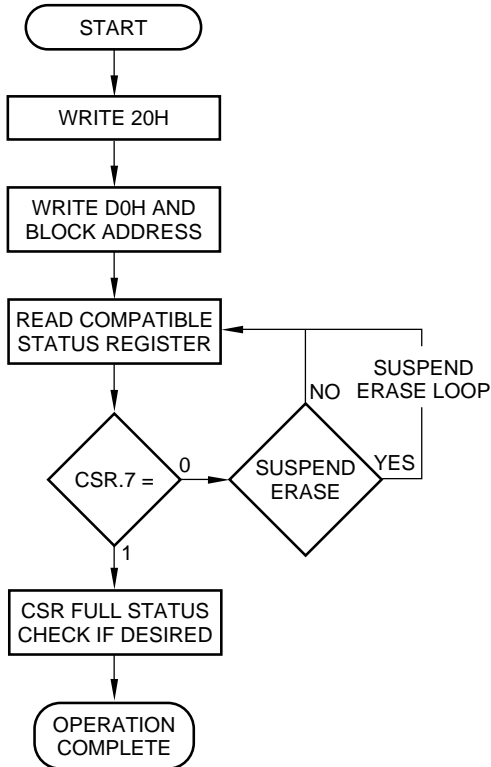 START
WRITE 20H
WRITE D0H AND
BLOCK ADDRESS
READ COMPATIBLE
STATUS REGISTER
SUSPEND
ERASE LOOP
NO
CSR.7 =
0
SUSPEND
ERASE
YES
1
CSR FULL STATUS
CHECK IF DESIRED
OPERATION
COMPLETE